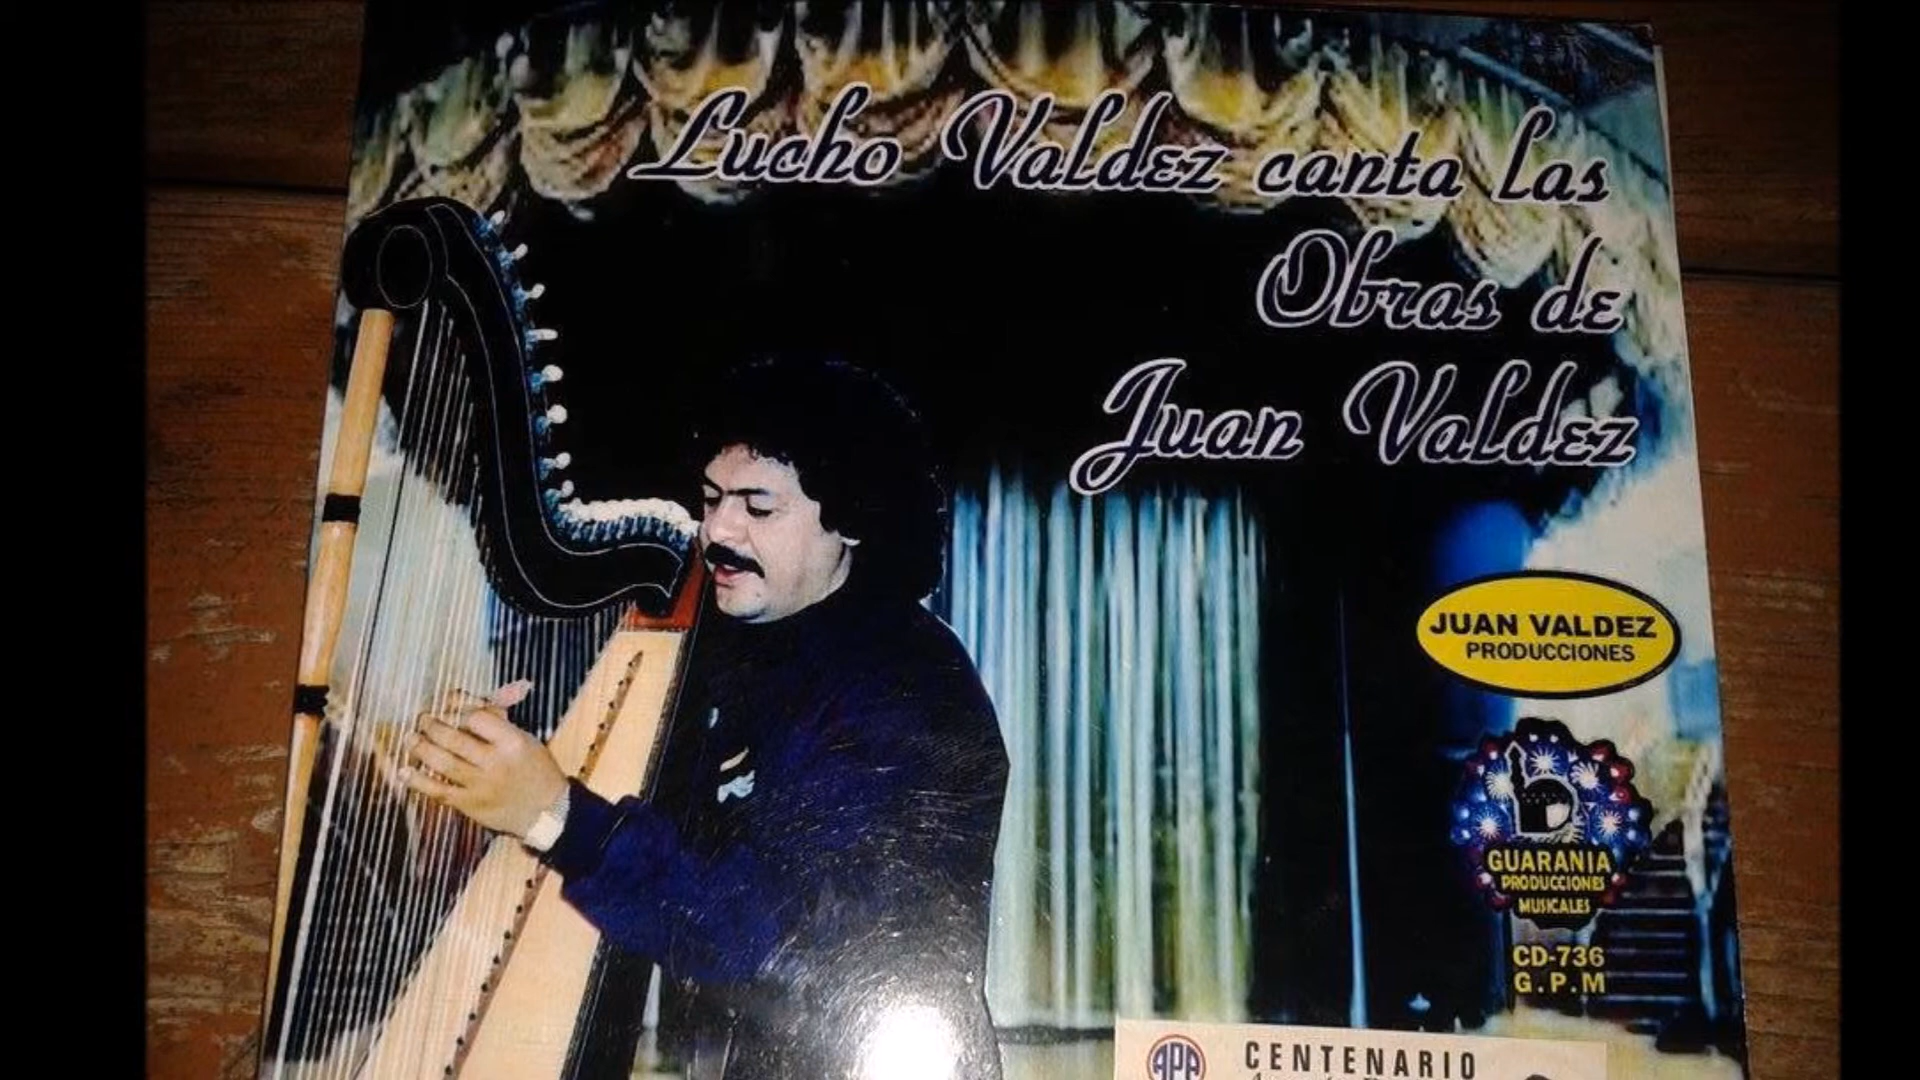 Lucho Valdez canta las
Obras de
Juan Valdez
JUAN VALDEZ
PRODUCCIONES
GUARANIA
PRODUCCIONES
MUSICALES
CD-736
G.P.M
APA
CENTENARIO